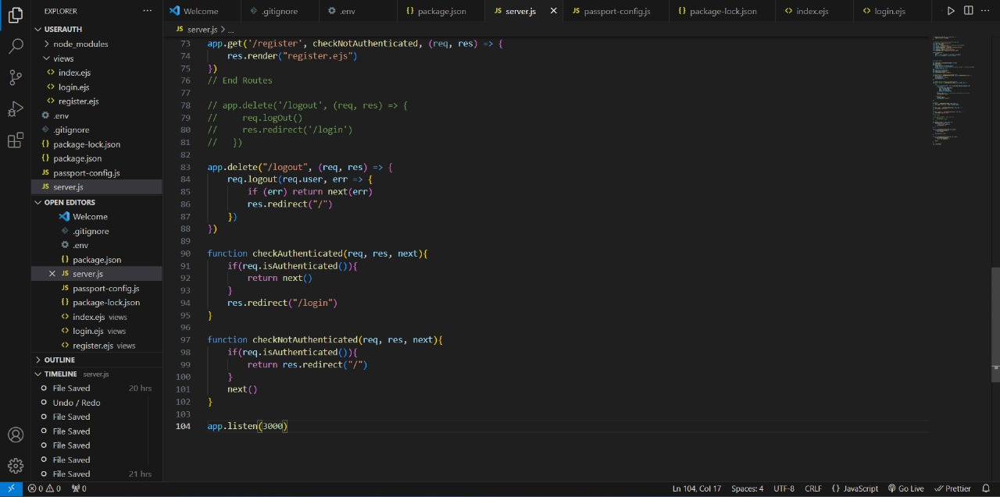 EXPLORER
Welcome
.gitignore
.env
{} package.json
JS server.js
JS passport-config.js
{} package-lock.json
<> index.ejs
<> login.ejs
USERAUTH
node_modules
views
<> index.ejs
<> login.ejs
<> register.ejs
.env
.gitignore
{} package-lock.json
{} package.json
JS passport-config.js
JS server.js
OPEN EDITORS
Welcome
.gitignore
.env
{} package.json
JS server.js
JS passport-config.js
{} package-lock.json
<> index.ejs views
<> login.ejs views
<> register.ejs views
OUTLINE
TIMELINE server.js
File Saved 20 hrs
Undo / Redo
File Saved
File Saved
File Saved
File Saved
File Saved 21 hrs
JS server.js > ...
73 app.get('/register', checkNotAuthenticated, (req, res) => {
74     res.render("register.ejs")
75 })
76 // End Routes
77
78 // app.delete('/logout', (req, res) => {
79 //     req.logOut()
80 //     res.redirect('/login')
81 //   })
82
83 app.delete("/logout", (req, res) => {
84     req.logout(req.user, err => {
85         if (err) return next(err)
86         res.redirect("/")
87     })
88 })
89
90 function checkAuthenticated(req, res, next){
91     if(req.isAuthenticated()){
92         return next()
93     }
94     res.redirect("/login")
95 }
96
97 function checkNotAuthenticated(req, res, next){
98     if(req.isAuthenticated()){
99         return res.redirect("/")
100     }
101     next()
102 }
103
104 app.listen(3000)
0 0 0
Ln 104, Col 17 Spaces: 4 UTF-8 CRLF {} JavaScript Go Live Prettier